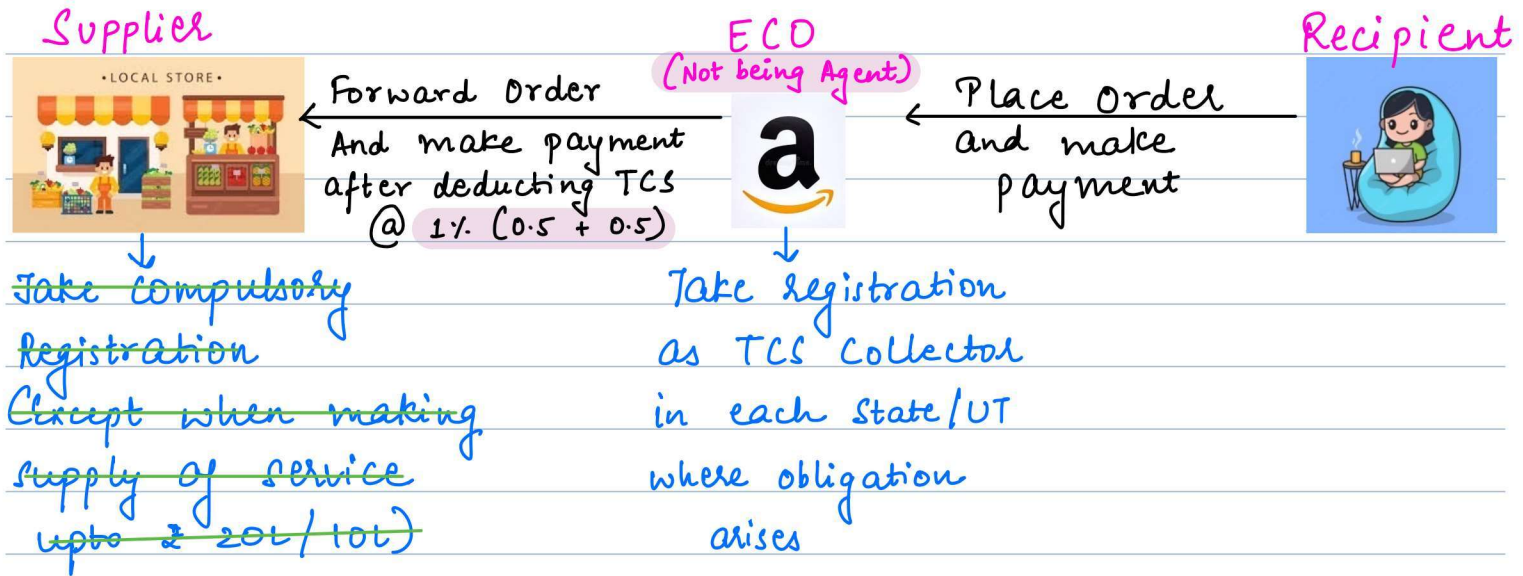 Supplier
ECO
(Not being Agent)
Recipient
• LOCAL STORE •
Forward Order
And make payment
after deducting TCS
@ 1%. (0.5 + 0.5)
a
Place Order
and make
payment
Take compulsory
Registration
(Except when making
supply of service
upto ₹ 20L/10L)
Take registration
as TCS Collector
in each State/UT
where obligation
arises